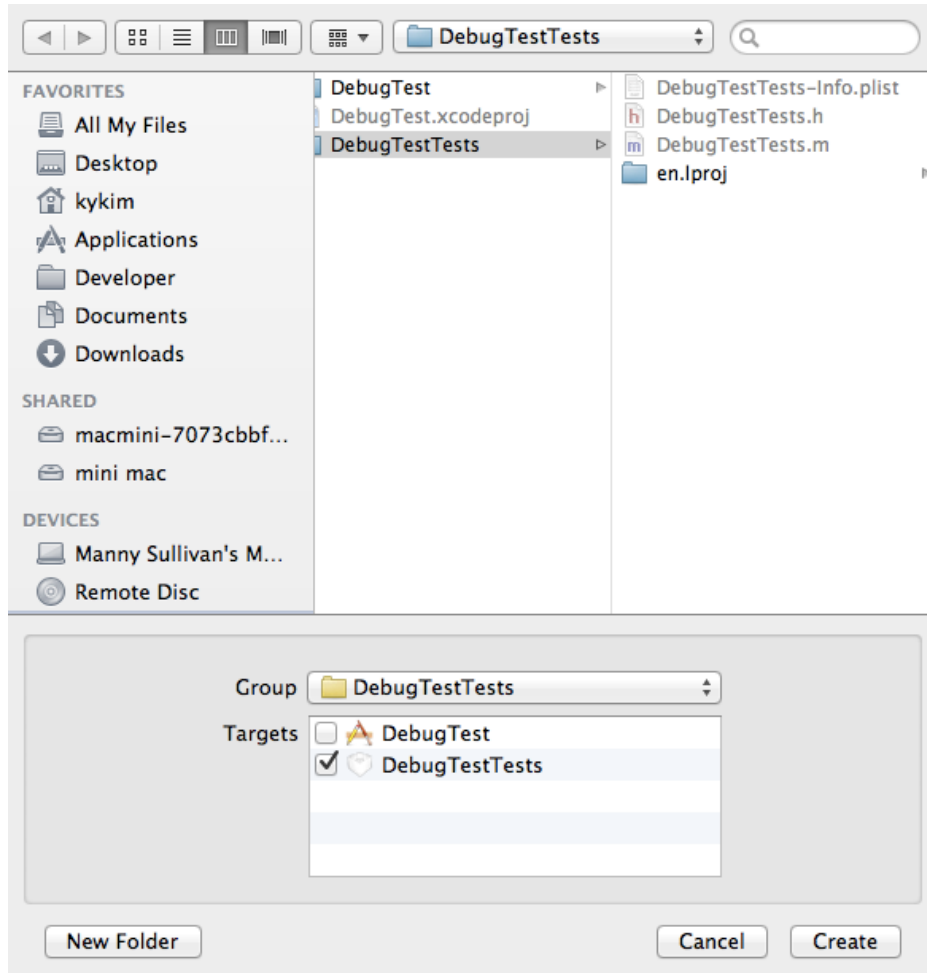 DebugTestTests
FAVORITES
All My Files
Desktop
kykim
Applications
Developer
Documents
Downloads
SHARED
macmini-7073cbbf...
mini mac
DEVICES
Manny Sullivan's M...
Remote Disc
DebugTest
DebugTest.xcodeproj
DebugTestTests
DebugTestTests-Info.plist
h DebugTestTests.h
m DebugTestTests.m
en.lproj
Group DebugTestTests
Targets DebugTest
DebugTestTests
New Folder Cancel Create